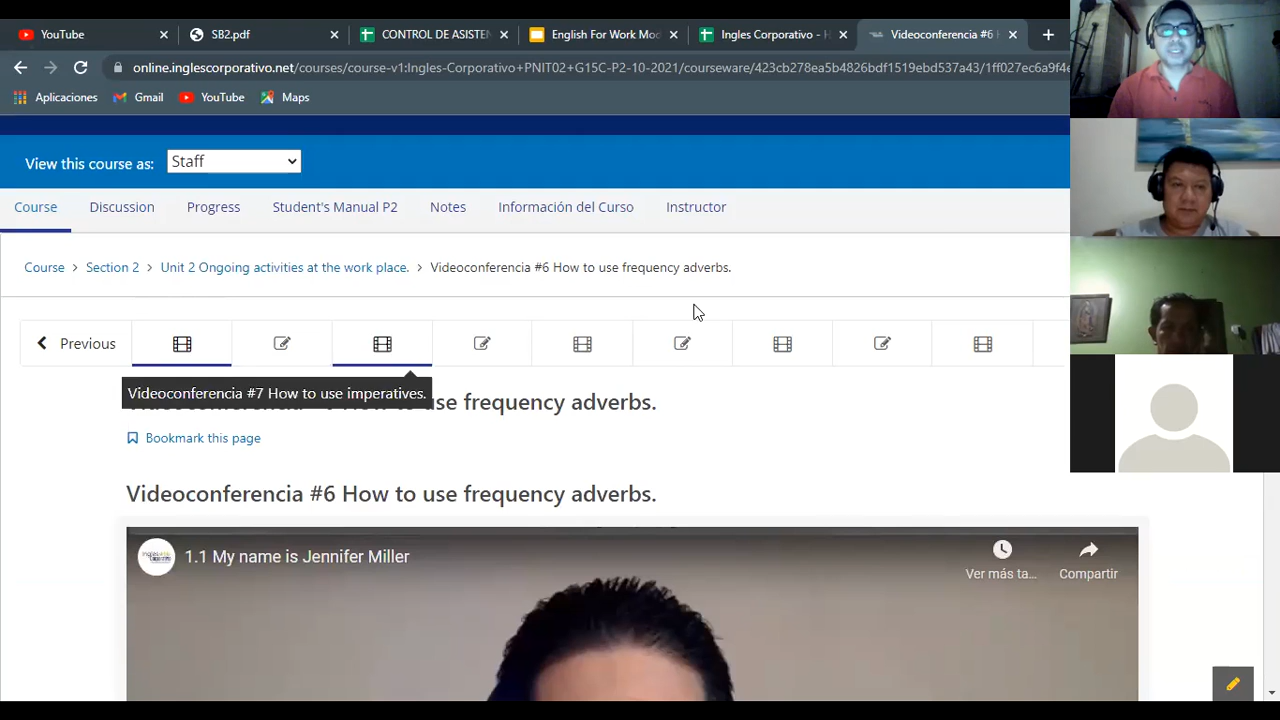 YouTube
SB2.pdf
CONTROL DE ASISTEN
English For Work Mod
Ingles Corporativo - H
Videoconferencia #6 H
online.inglescorporativo.net/courses/course-v1:Ingles-Corporativo+PNIT02+G15C-P2-10-2021/courseware/423cb278ea5b4826bdf1519ebd537a43/1ff027ec6a9f4e
Aplicaciones
Gmail
YouTube
Maps
View this course as:
Staff
Course
Discussion
Progress
Student's Manual P2
Notes
Información del Curso
Instructor
Course > Section 2 > Unit 2 Ongoing activities at the work place. > Videoconferencia #6 How to use frequency adverbs.
Previous
Videoconferencia #7 How to use imperatives.
use frequency adverbs.
Bookmark this page
Videoconferencia #6 How to use frequency adverbs.
1.1 My name is Jennifer Miller
Ver más ta...
Compartir